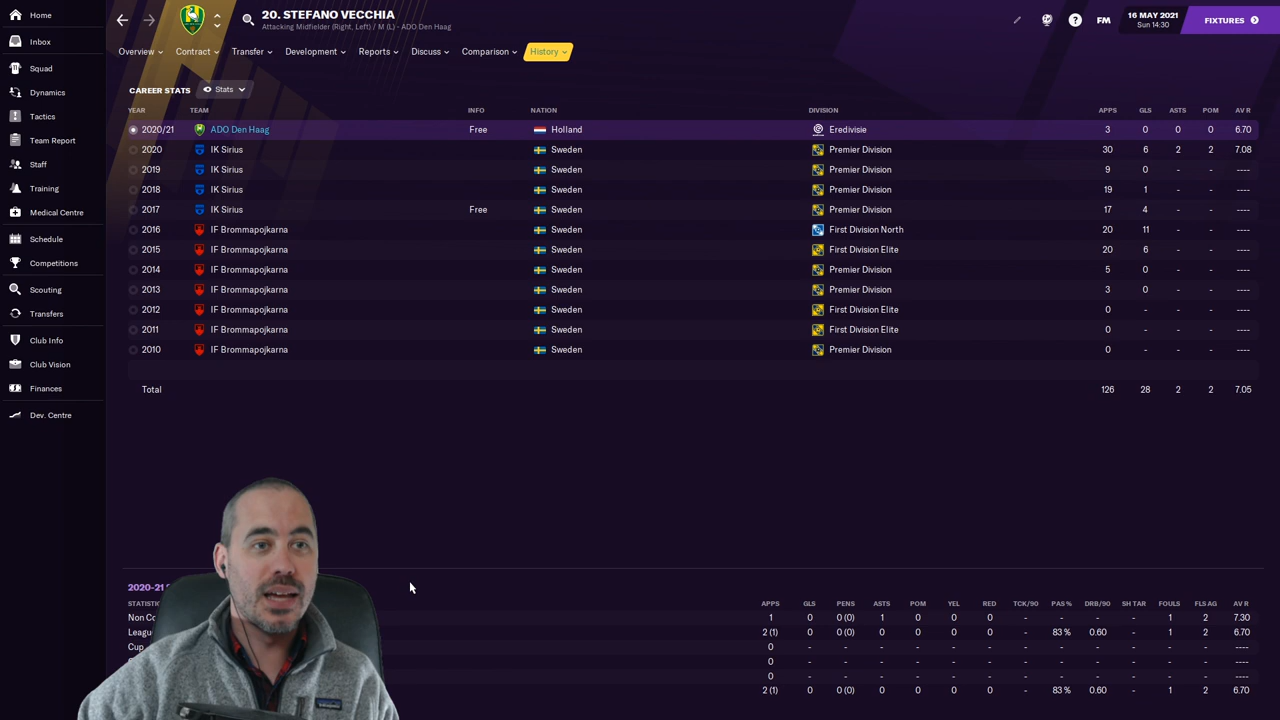 Home
Inbox
Squad
Dynamics
Tactics
Team Report
Staff
Training
Medical Centre
Schedule
Competitions
Scouting
Transfers
Club Info
Club Vision
Finances
Dev. Centre
20. STEFANO VECCHIA
Attacking Midfielder (Right, Left) / M (L) - ADO Den Haag
? FM 16 MAY 2021 FIXTURES
Sun 14:30
Overview Contract Transfer Development Reports Discuss Comparison History
CAREER STATS Stats
YEAR TEAM INFO NATION DIVISION APPS GLS ASTS POM AV R
2020/21 ADO Den Haag Free Holland Eredivisie 3 0 0 0 6.70
2020 IK Sirius Sweden Premier Division 30 6 2 2 7.08
2019 IK Sirius Sweden Premier Division 9 0 - - ----
2018 IK Sirius Sweden Premier Division 19 1 - - ----
2017 IK Sirius Free Sweden Premier Division 17 4 - - ----
2016 IF Brommapojkarna Sweden First Division North 20 11 - - ----
2015 IF Brommapojkarna Sweden First Division Elite 20 6 - - ----
2014 IF Brommapojkarna Sweden Premier Division 5 0 - - ----
2013 IF Brommapojkarna Sweden Premier Division 3 0 - - ----
2012 IF Brommapojkarna Sweden First Division Elite 0 - - - ----
2011 IF Brommapojkarna Sweden First Division Elite 0 - - - ----
2010 IF Brommapojkarna Sweden Premier Division 0 - - - ----
Total 126 28 2 2 7.05
2020-21
STATISTI APPS GLS PENS ASTS POM YEL RED TCK/90 PAS % DRB/90 SH TAR FOULS FLS AG AV R
Non Co 1 0 0 (0) 1 0 0 0 - - - - 1 2 7.30
Leagu 2 (1) 0 0 (0) 0 0 0 0 - 83 % 0.60 - 1 2 6.70
Cup 0 - - - - - - - - - - - - ----
0 - - - - - - - - - - - - ----
0 - - - - - - - - - - - - ----
2 (1) 0 0 (0) 0 0 0 0 - 83 % 0.60 - 1 2 6.70